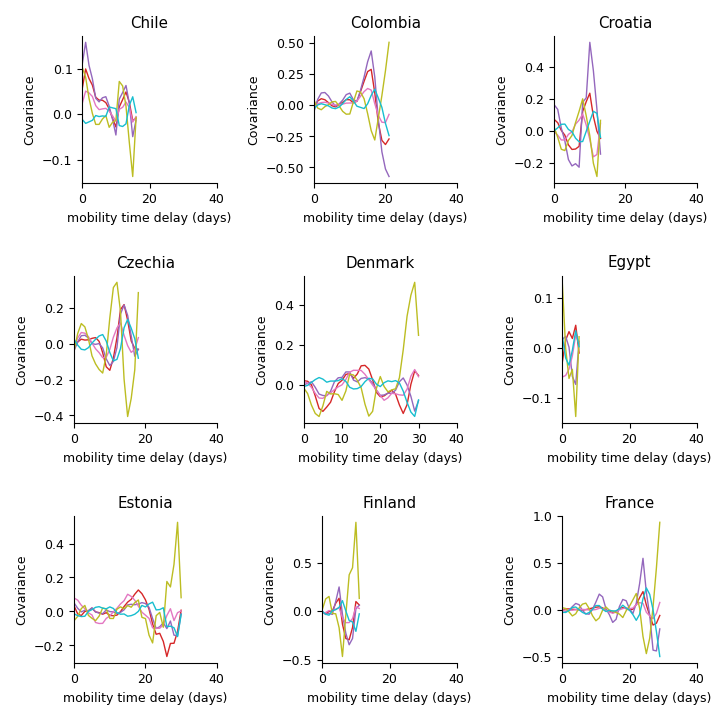 Chile
Colombia
Croatia
Covariance
0.1
0.0
−0.1
0
20
40
mobility time delay (days)
Covariance
0.50
0.25
0.00
−0.25
−0.50
0
20
40
mobility time delay (days)
Covariance
0.4
0.2
0.0
−0.2
0
20
40
mobility time delay (days)
Czechia
Denmark
Egypt
Covariance
0.2
0.0
−0.2
−0.4
0
20
40
mobility time delay (days)
Covariance
0.4
0.2
0.0
0
10
20
30
40
mobility time delay (days)
Covariance
0.1
0.0
−0.1
0
20
40
mobility time delay (days)
Estonia
Finland
France
Covariance
0.4
0.2
0.0
−0.2
0
20
40
mobility time delay (days)
Covariance
0.5
0.0
−0.5
0
20
40
mobility time delay (days)
Covariance
1.0
0.5
0.0
−0.5
0
20
40
mobility time delay (days)